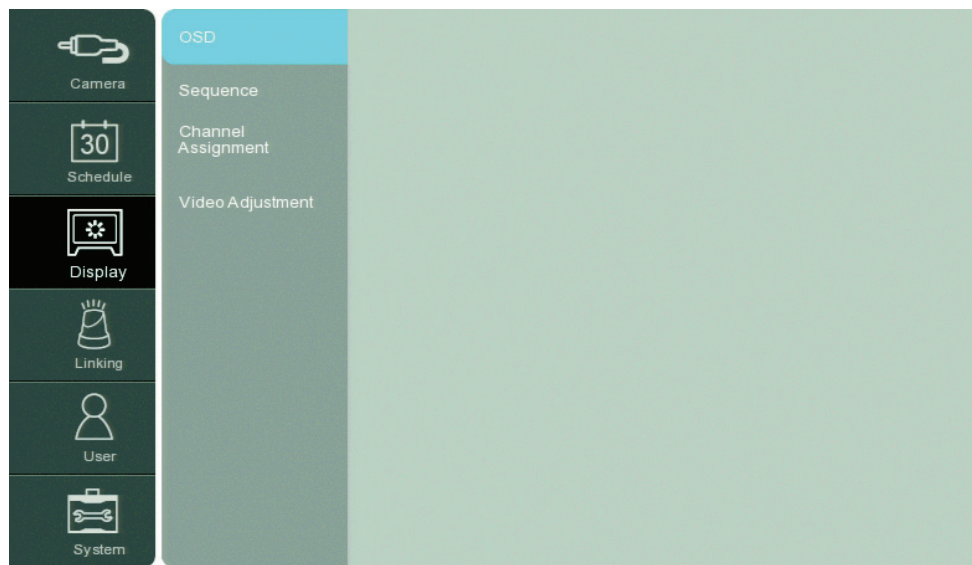 Camera
30
Schedule
Display
Linking
User
System
OSD
Sequence
Channel
Assignment
Video Adjustment